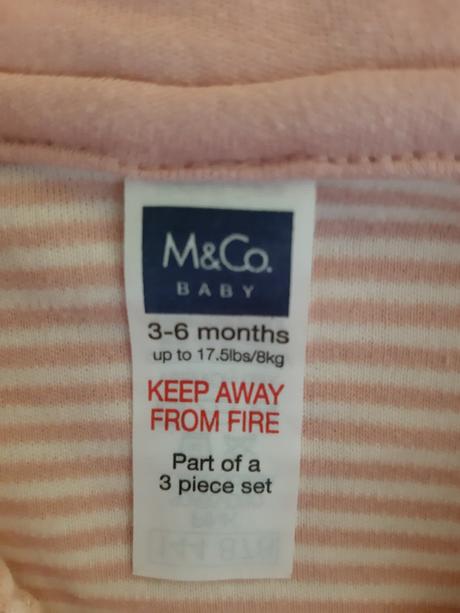 M&Co.
BABY
3-6 months
up to 17.5lbs/8kg
KEEP AWAY
FROM FIRE
Part of a
3 piece set